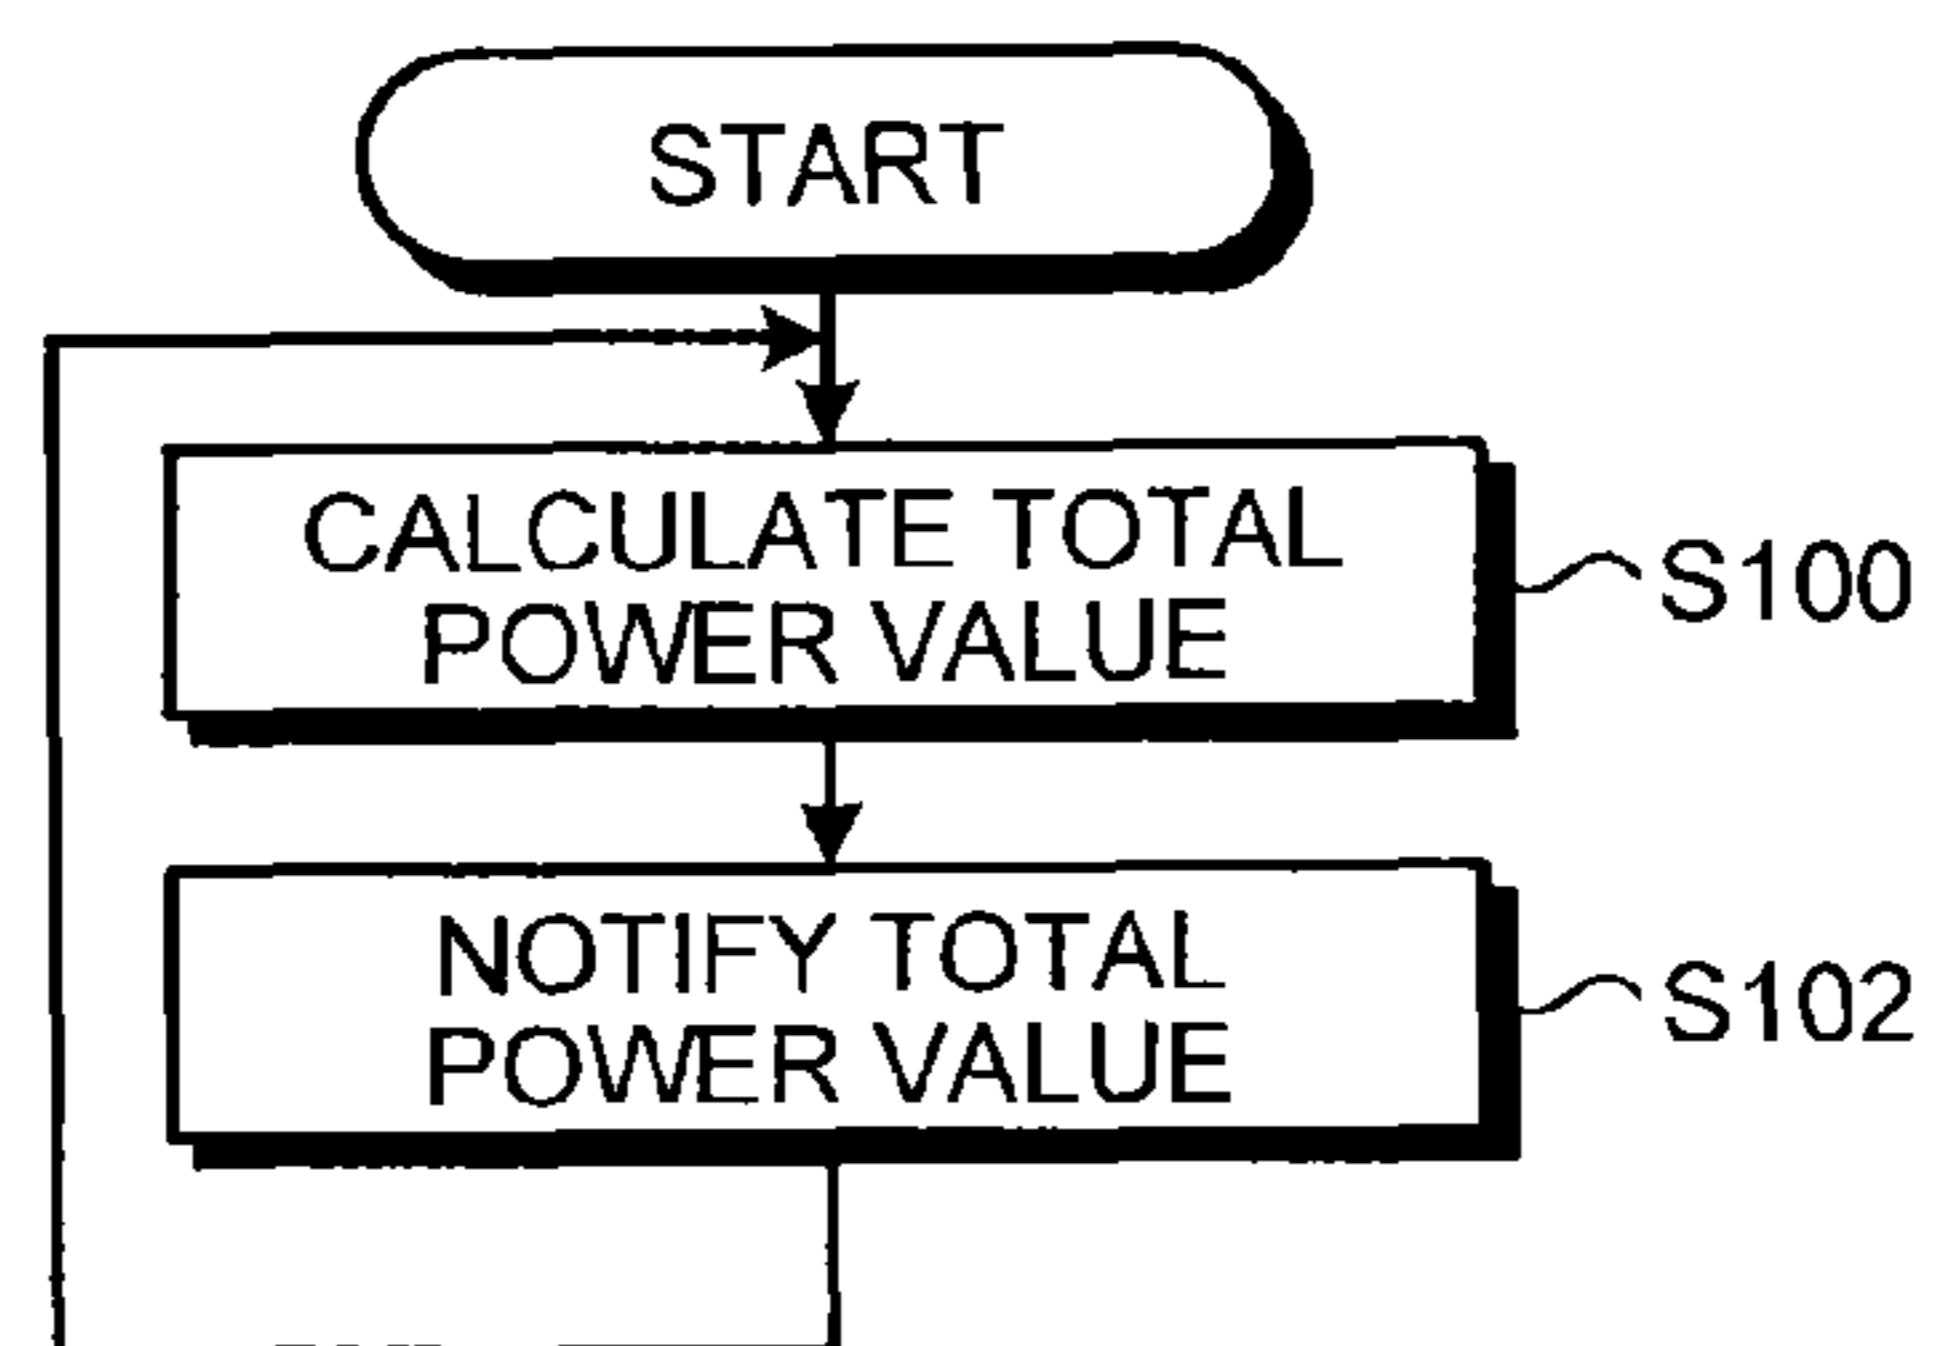 START
CALCULATE TOTAL
POWER VALUE
S100
NOTIFY TOTAL
POWER VALUE
S102